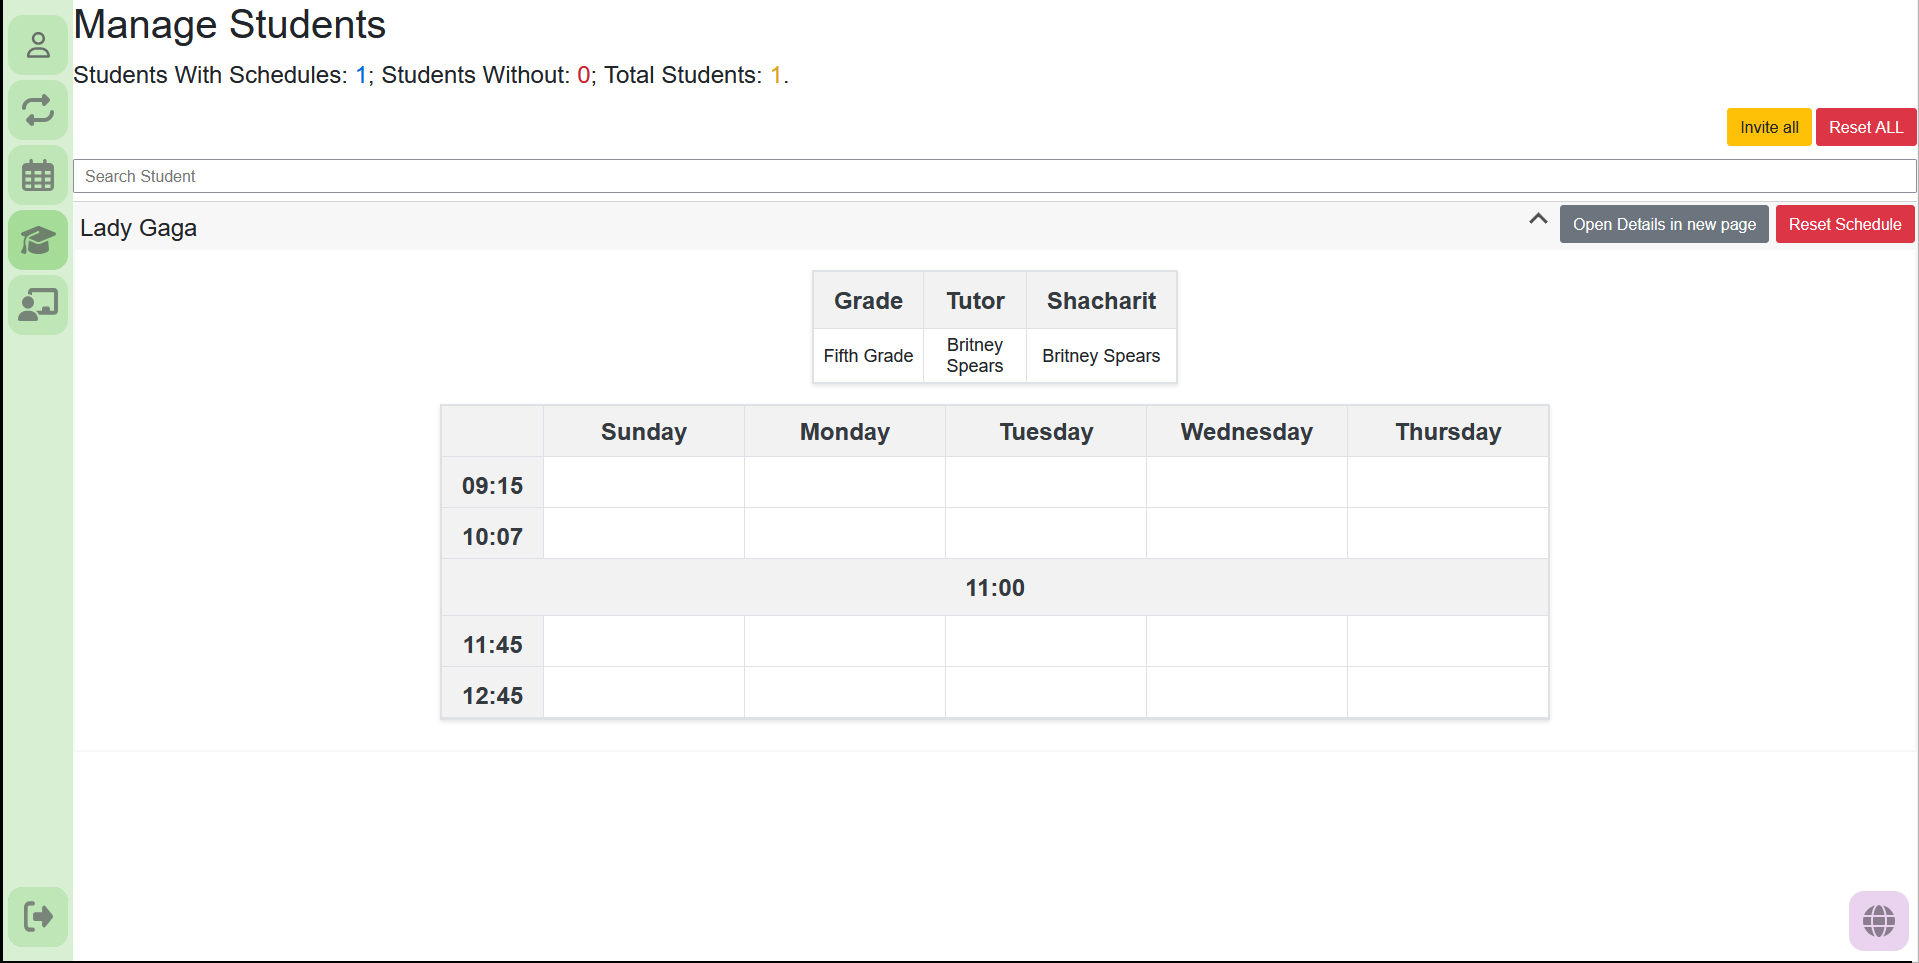 Manage Students
Students With Schedules: 1; Students Without: 0; Total Students: 1.
Invite all Reset ALL
Search Student
Lady Gaga Open Details in new page Reset Schedule
Grade Tutor Shacharit
Fifth Grade Britney Spears Britney Spears
Sunday Monday Tuesday Wednesday Thursday
09:15
10:07
11:00
11:45
12:45